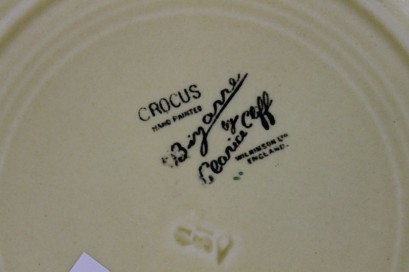 CROCUS
HAND PAINTED
Bizarre
by
Clarice Cliff
WILKINSON LTD
ENGLAND.